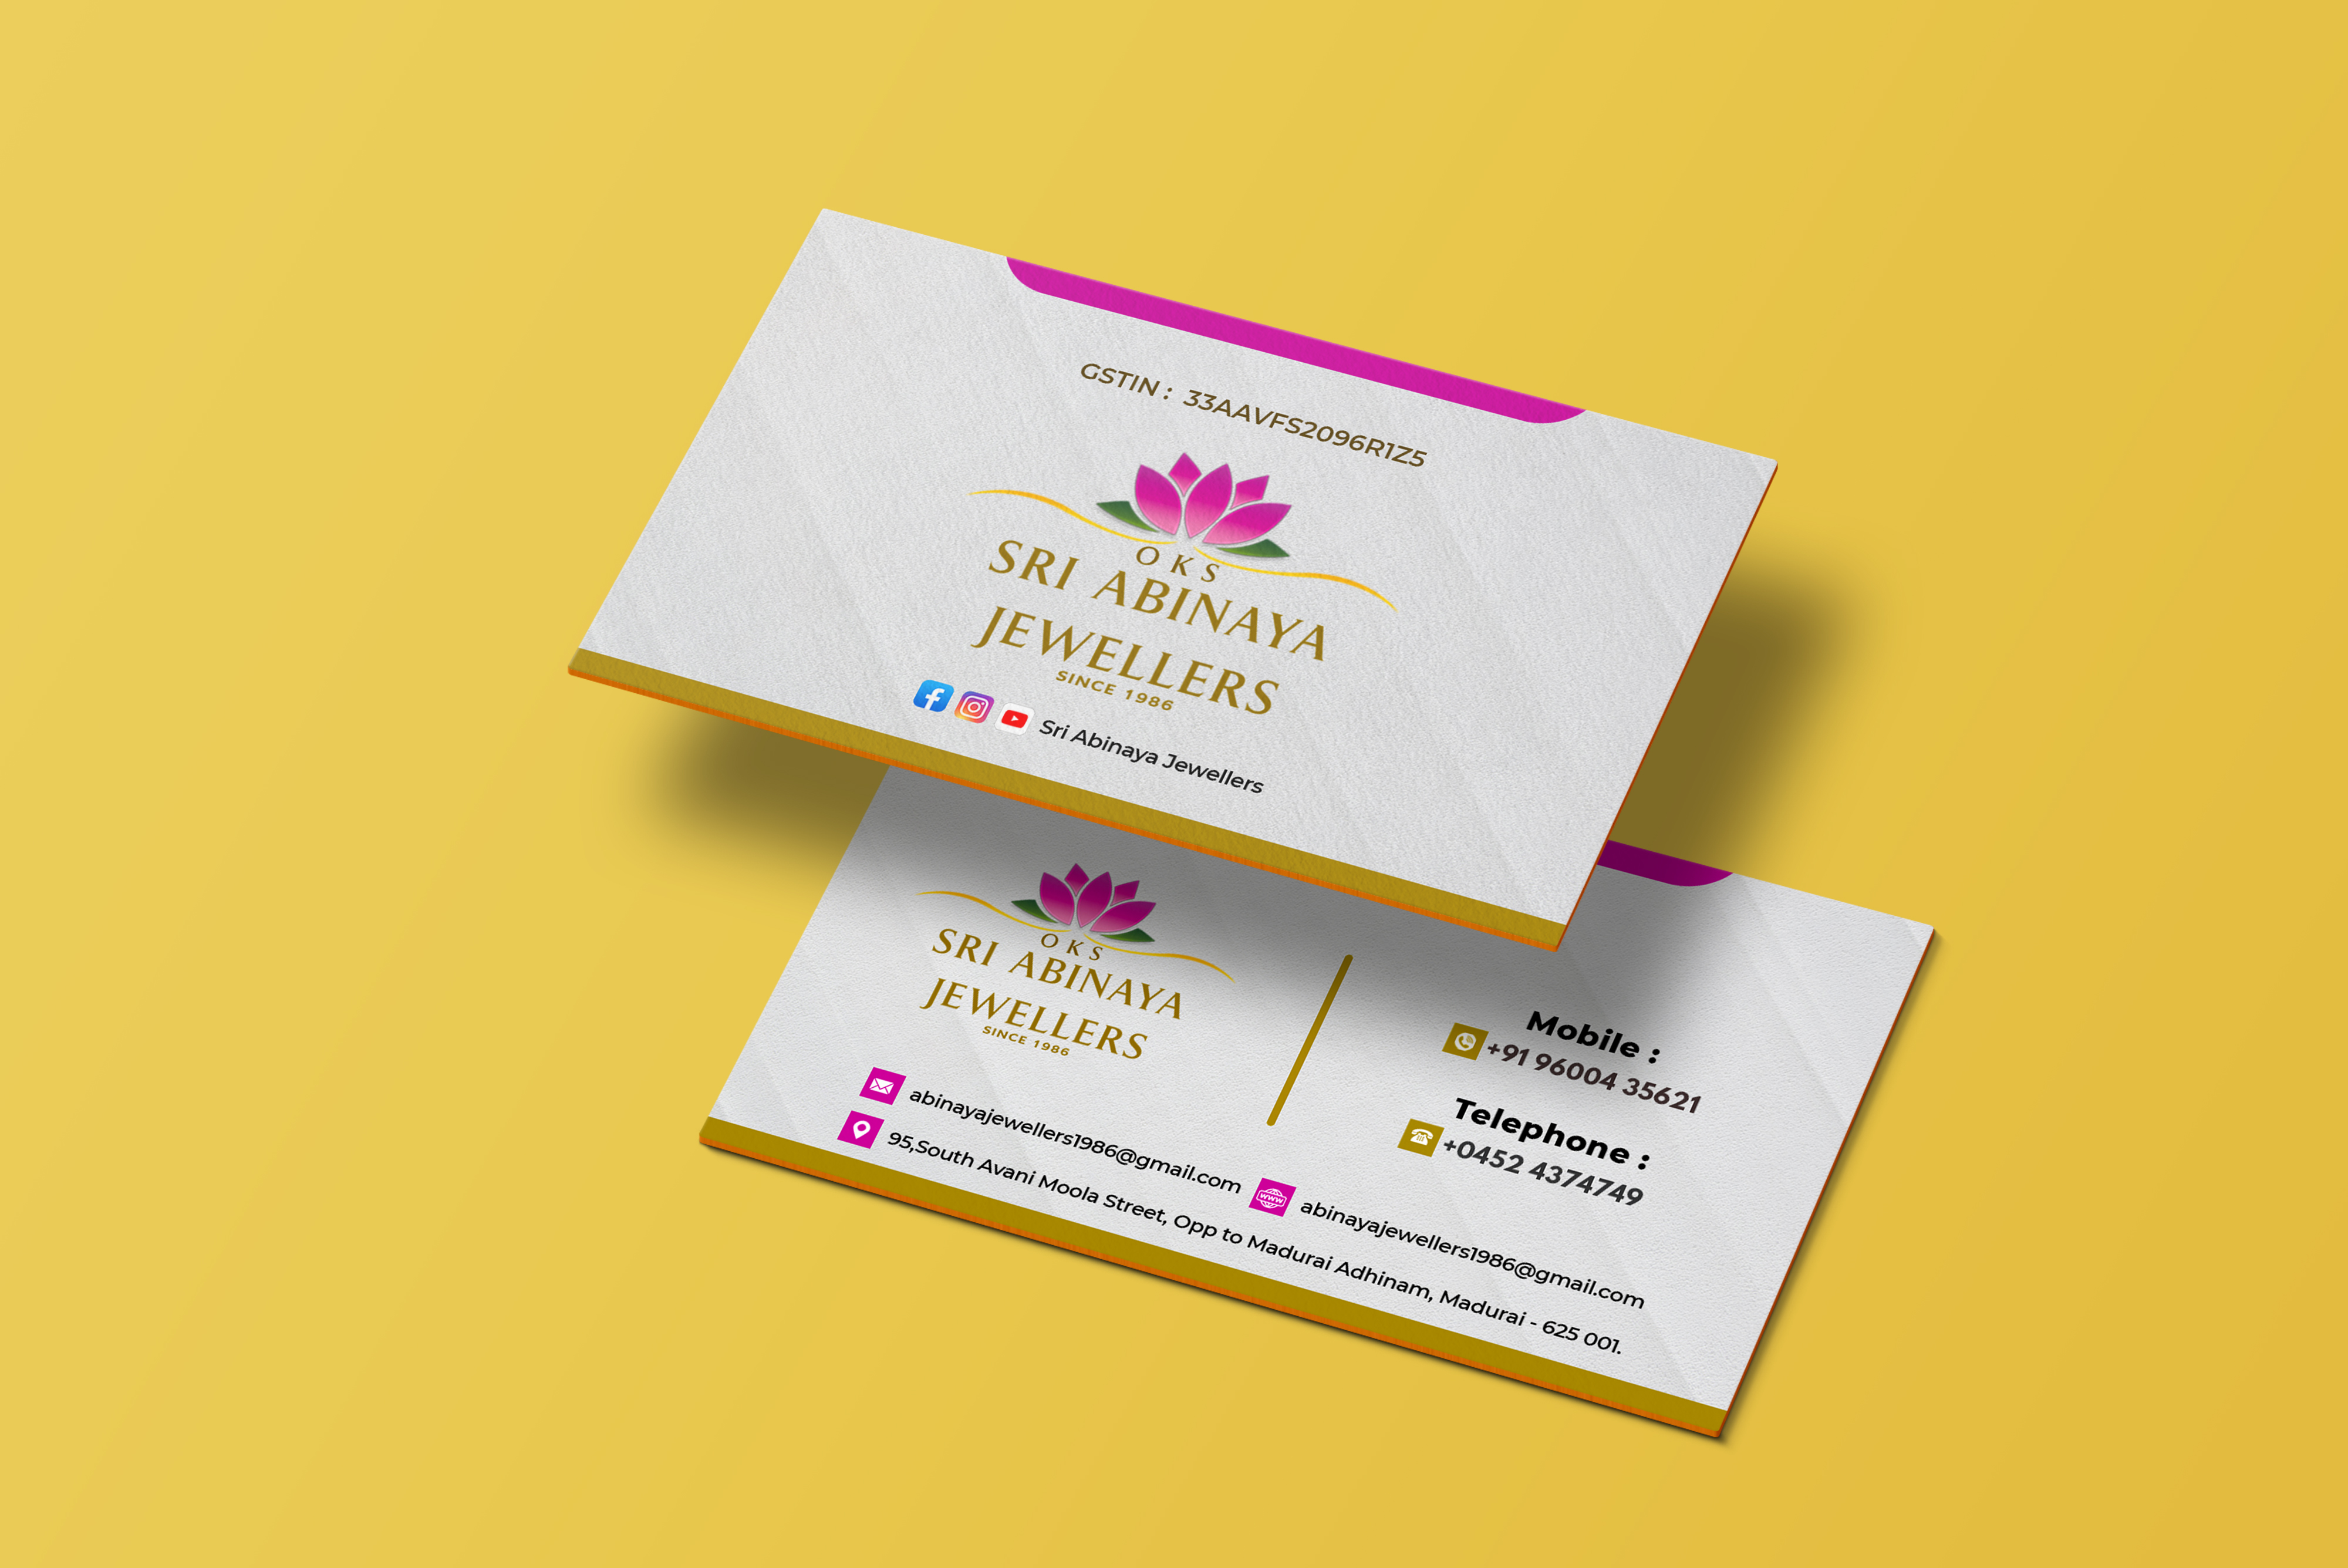 GSTIN : 33AAVFS2096R1Z5
OKS
SRI ABINAYA
JEWELLERS
SINCE 1986
Sri Abinaya Jewellers
OKS
SRI ABINAYA
JEWELLERS
SINCE 1986
Mobile :
+91 96004 35621
Telephone :
+0452 4374749
abinayajewellers1986@gmail.com
www
abinayajewellers1986@gmail.com
95,South Avani Moola Street, Opp to Madurai Adhinam, Madurai - 625 001.